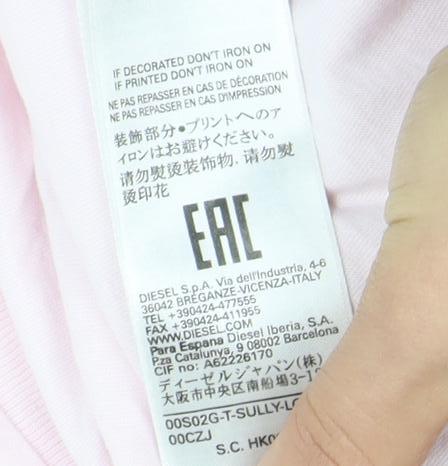 IF DECORATED DON'T IRON ON
IF PRINTED DON'T IRON ON
NE PAS REPASSER EN CAS DE DÉCORATION
NE PAS REPASSER EN CAS D'IMPRESSION
装飾部分・プリントへのア
イロンはお避けください。
请勿熨烫装饰物, 请勿熨
烫印花
EAC
DIESEL S.p.A. Via dell'Industria, 4-6
36042 BREGANZE-VICENZA-ITALY
TEL +390424-477555
FAX +390424-411955
WWW.DIESEL.COM
Para Espana Diesel Iberia, S.A.
Pza Catalunya, 9 08002 Barcelona
CIF no: A62226170
ディーゼルジャパン(株)
大阪市中央区南船場3-1
00S02G-T-SULLY-LG
00CZJ
S.C. HK0